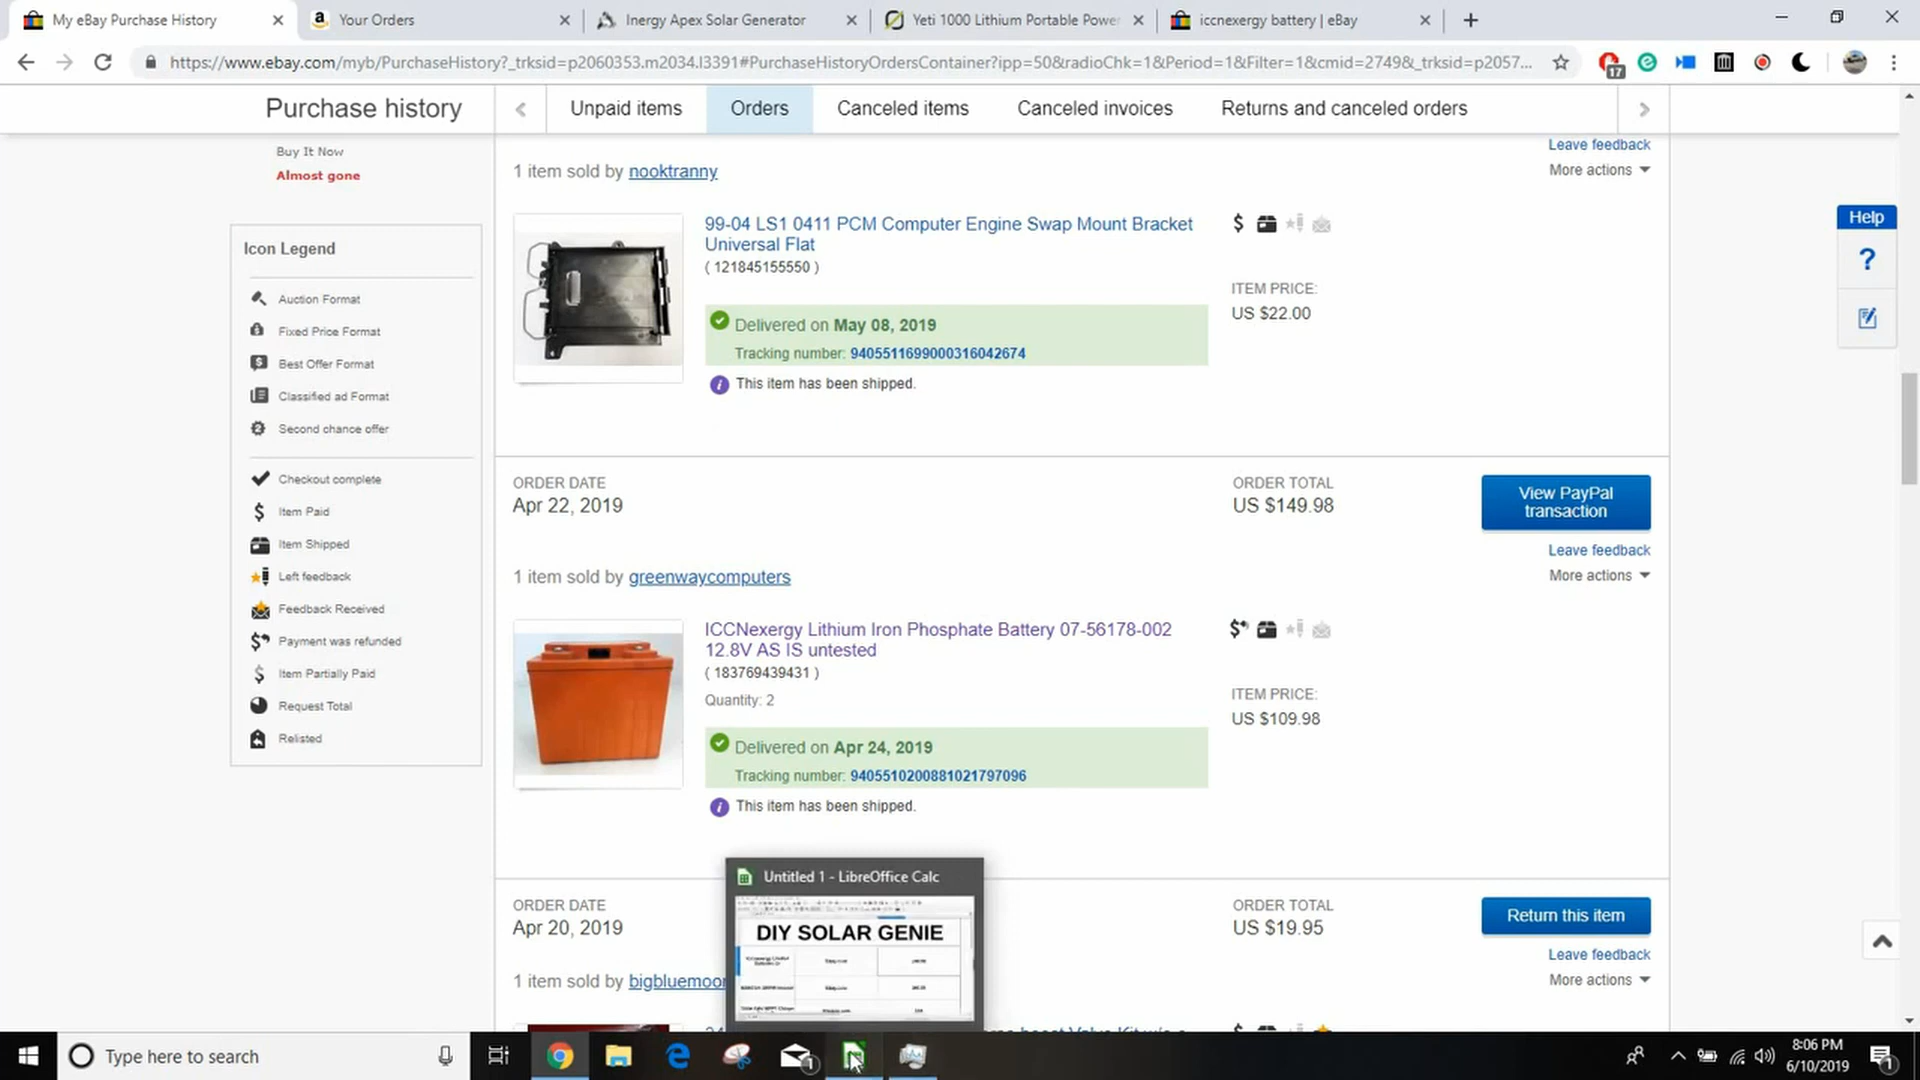 My eBay Purchase History
Your Orders
Inergy Apex Solar Generator
Yeti 1000 Lithium Portable Power
iccnexergy battery | eBay
https://www.ebay.com/myb/PurchaseHistory?_trksid=p2060353.m2034.l3391#PurchaseHistoryOrdersContainer?ipp=50&radioChk=1&Period=1&Filter=1&cmid=2749&_trksid=p2057...
17
Purchase history
Unpaid items
Orders
Canceled items
Canceled invoices
Returns and canceled orders
Buy It Now
Almost gone
Icon Legend
Auction Format
Fixed Price Format
Best Offer Format
Classified ad Format
Second chance offer
Checkout complete
Item Paid
Item Shipped
Left feedback
Feedback Received
Payment was refunded
Item Partially Paid
Request Total
Relisted
Leave feedback
1 item sold by nooktranny
More actions
99-04 LS1 0411 PCM Computer Engine Swap Mount Bracket
Universal Flat
( 121845155550 )
ITEM PRICE:
US $22.00
Delivered on May 08, 2019
Tracking number: 9405511699000316042674
This item has been shipped.
Help
?
ORDER DATE
Apr 22, 2019
ORDER TOTAL
US $149.98
View PayPal
transaction
Leave feedback
More actions
1 item sold by greenwaycomputers
ICCNexergy Lithium Iron Phosphate Battery 07-56178-002
12.8V AS IS untested
( 183769439431 )
Quantity: 2
ITEM PRICE:
US $109.98
Delivered on Apr 24, 2019
Tracking number: 9405510200881021797096
This item has been shipped.
ORDER DATE
Apr 20, 2019
ORDER TOTAL
US $19.95
Return this item
Leave feedback
More actions
1 item sold by bigbluemoor
Untitled 1 - LibreOffice Calc
DIY SOLAR GENIE
Type here to search
1
8:06 PM
6/10/2019
1